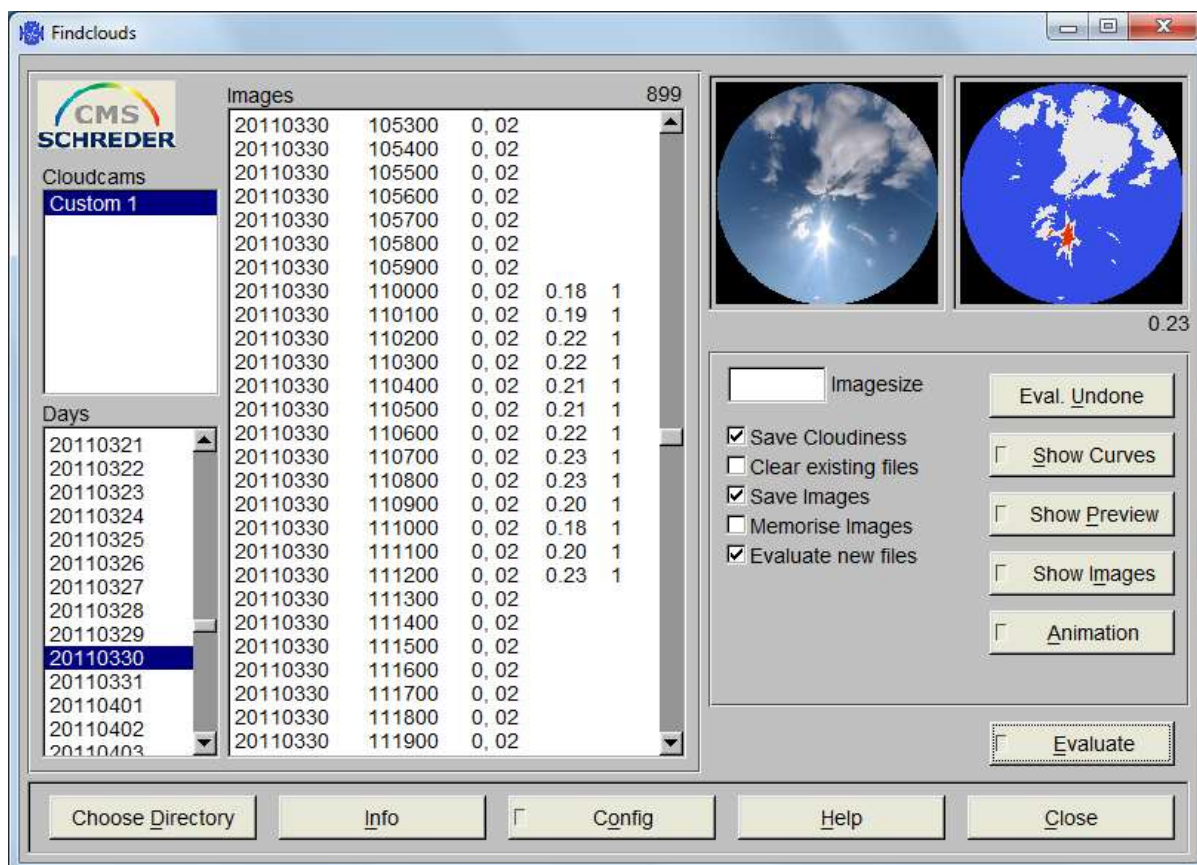 Findclouds
CMS
SCHREDER
Cloudcams
Custom 1
Days
20110321
20110322
20110323
20110324
20110325
20110326
20110327
20110328
20110329
20110330
20110331
20110401
20110402
20110403
Images 899
20110330 105300 0, 02
20110330 105400 0, 02
20110330 105500 0, 02
20110330 105600 0, 02
20110330 105700 0, 02
20110330 105800 0, 02
20110330 105900 0, 02
20110330 110000 0, 02 0.18 1
20110330 110100 0, 02 0.19 1
20110330 110200 0, 02 0.22 1
20110330 110300 0, 02 0.22 1
20110330 110400 0, 02 0.21 1
20110330 110500 0, 02 0.21 1
20110330 110600 0, 02 0.22 1
20110330 110700 0, 02 0.23 1
20110330 110800 0, 02 0.23 1
20110330 110900 0, 02 0.20 1
20110330 111000 0, 02 0.18 1
20110330 111100 0, 02 0.20 1
20110330 111200 0, 02 0.23 1
20110330 111300 0, 02
20110330 111400 0, 02
20110330 111500 0, 02
20110330 111600 0, 02
20110330 111700 0, 02
20110330 111800 0, 02
20110330 111900 0, 02
0.23
Imagesize
Save Cloudiness
Clear existing files
Save Images
Memorise Images
Evaluate new files
Eval. Undone
Show Curves
Show Preview
Show Images
Animation
Evaluate
Choose Directory
Info
Config
Help
Close